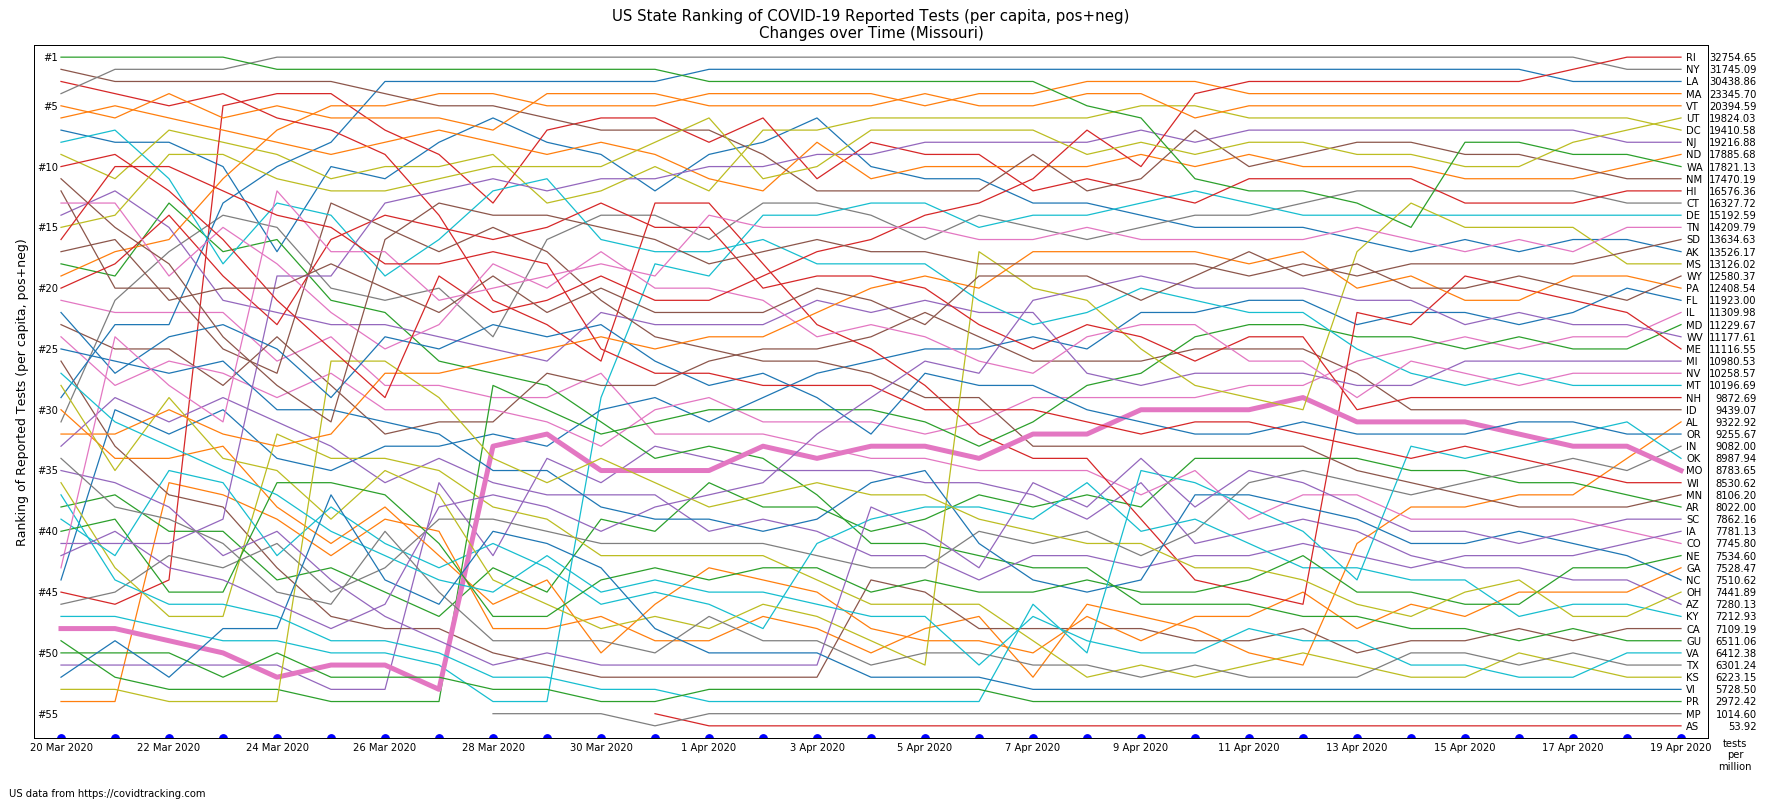 US State Ranking of COVID-19 Reported Tests (per capita, pos+neg)
Changes over Time (Missouri)
Ranking of Reported Tests (per capita, pos+neg)
#1
#5
#10
#15
#20
#25
#30
#35
#40
#45
#50
#55
RI 32754.65
NY 31745.09
LA 30438.86
MA 23345.70
VT 20394.59
UT 19824.03
DC 19410.58
NJ 19216.88
ND 17885.68
WA 17821.13
NM 17470.19
HI 16576.36
CT 16327.72
DE 15192.59
TN 14209.79
SD 13634.63
AK 13526.17
MS 13126.02
WY 12580.37
PA 12408.54
FL 11923.00
IL 11309.98
MD 11229.67
WV 11177.61
ME 11116.55
MI 10980.53
NV 10258.57
MT 10196.69
NH 9872.69
ID 9439.07
AL 9322.92
OR 9255.67
IN 9082.00
OK 8987.94
MO 8783.65
WI 8530.62
MN 8106.20
AR 8022.00
SC 7862.16
IA 7781.13
CO 7745.80
NE 7534.60
GA 7528.47
NC 7510.62
OH 7441.89
AZ 7280.13
KY 7212.93
CA 7109.19
GU 6511.06
VA 6412.38
TX 6301.24
KS 6223.15
VI 5728.50
PR 2972.42
MP 1014.60
AS 53.92
20 Mar 2020 22 Mar 2020 24 Mar 2020 26 Mar 2020 28 Mar 2020 30 Mar 2020 1 Apr 2020 3 Apr 2020 5 Apr 2020 7 Apr 2020 9 Apr 2020 11 Apr 2020 13 Apr 2020 15 Apr 2020 17 Apr 2020 19 Apr 2020
tests
per
million
US data from https://covidtracking.com